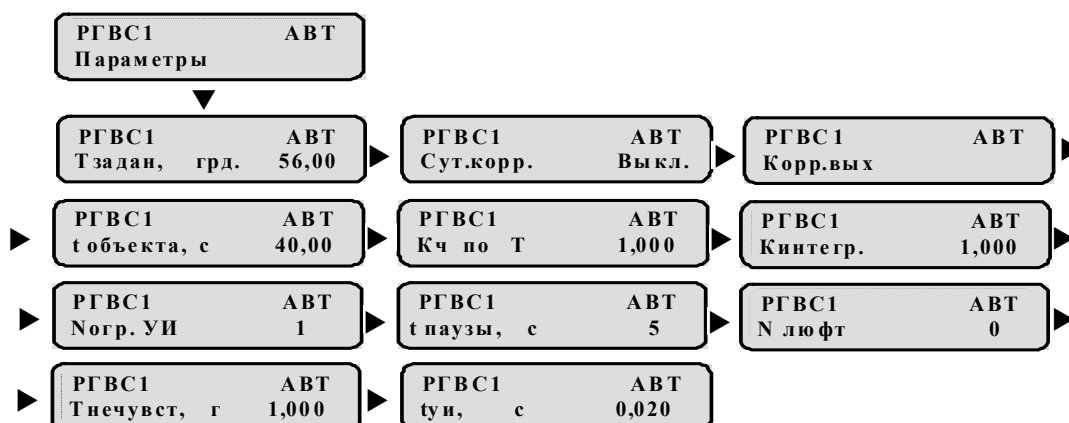 РГВС1 АВТ
Параметры
РГВС1 АВТ
Тзадан, грд. 56,00
РГВС1 АВТ
Сут.корр. Выкл.
РГВС1 АВТ
Корр.вых
РГВС1 АВТ
t объекта, с 40,00
РГВС1 АВТ
Кч по Т 1,000
РГВС1 АВТ
Кинтегр. 1,000
РГВС1 АВТ
Nогр. УИ 1
РГВС1 АВТ
t паузы, с 5
РГВС1 АВТ
N люфт 0
РГВС1 АВТ
Тнечувст, г 1,000
РГВС1 АВТ
tуи, с 0,020